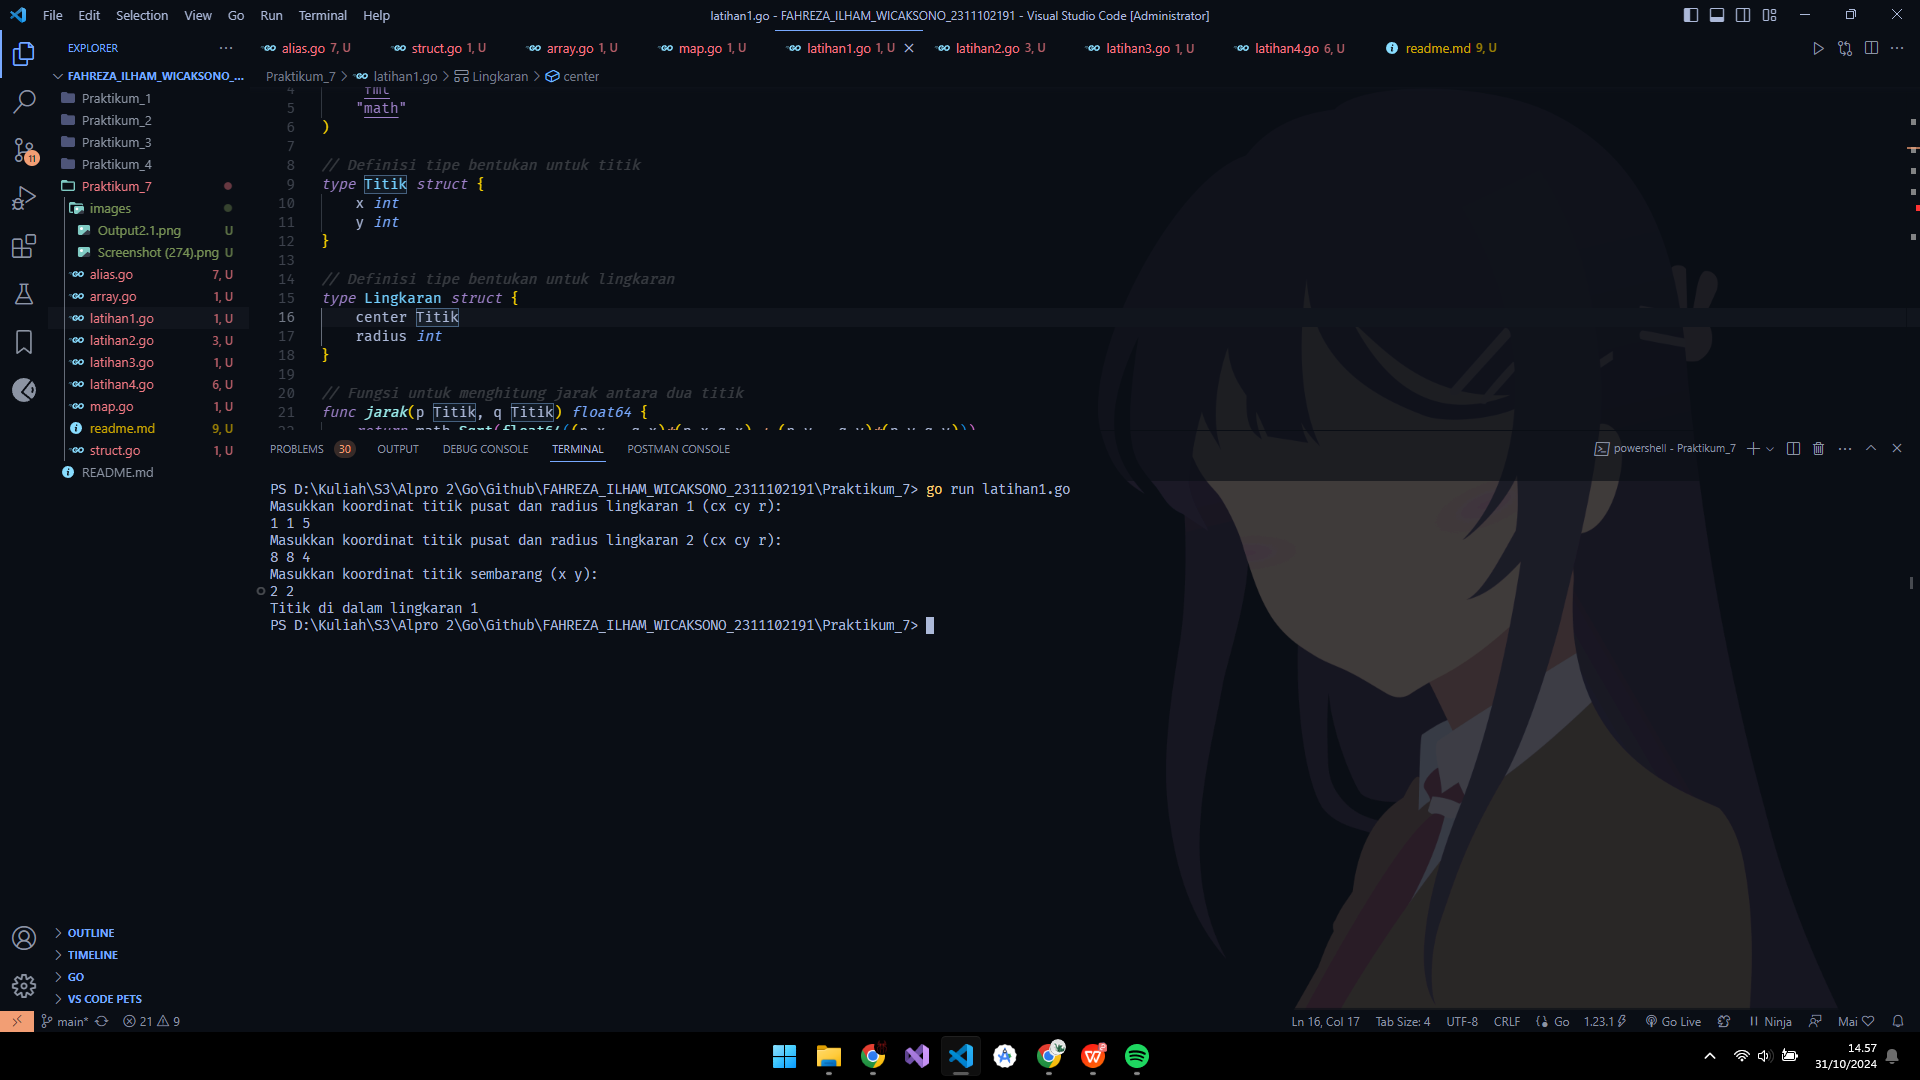 File Edit Selection View Go Run Terminal Help
latihan1.go - FAHREZA_ILHAM_WICAKSONO_2311102191 - Visual Studio Code [Administrator]
EXPLORER
alias.go 7, U
struct.go 1, U
array.go 1, U
map.go 1, U
latihan1.go 1, U
latihan2.go 3, U
latihan3.go 1, U
latihan4.go 6, U
readme.md 9, U
FAHREZA_ILHAM_WICAKSONO_...
Praktikum_1
Praktikum_2
Praktikum_3
Praktikum_4
Praktikum_7
images
Output2.1.png U
Screenshot (274).png U
alias.go 7, U
array.go 1, U
latihan1.go 1, U
latihan2.go 3, U
latihan3.go 1, U
latihan4.go 6, U
map.go 1, U
readme.md 9, U
struct.go 1, U
README.md
11
OUTLINE
TIMELINE
GO
VS CODE PETS
Praktikum_7 > latihan1.go > Lingkaran > center
4 fmt
5 "math"
6 )
7
8 // Definisi tipe bentukan untuk titik
9 type Titik struct {
10 x int
11 y int
12 }
13
14 // Definisi tipe bentukan untuk lingkaran
15 type Lingkaran struct {
16 center Titik
17 radius int
18 }
19
20 // Fungsi untuk menghitung jarak antara dua titik
21 func jarak(p Titik, q Titik) float64 {
PROBLEMS 30 OUTPUT DEBUG CONSOLE TERMINAL POSTMAN CONSOLE
powershell - Praktikum_7
PS D:\Kuliah\S3\Alpro 2\Go\Github\FAHREZA_ILHAM_WICAKSONO_2311102191\Praktikum_7> go run latihan1.go
Masukkan koordinat titik pusat dan radius lingkaran 1 (cx cy r):
1 1 5
Masukkan koordinat titik pusat dan radius lingkaran 2 (cx cy r):
8 8 4
Masukkan koordinat titik sembarang (x y):
2 2
Titik di dalam lingkaran 1
PS D:\Kuliah\S3\Alpro 2\Go\Github\FAHREZA_ILHAM_WICAKSONO_2311102191\Praktikum_7>
main* 21 9
Ln 16, Col 17 Tab Size: 4 UTF-8 CRLF Go 1.23.1 Go Live Ninja Mai
14.57
31/10/2024